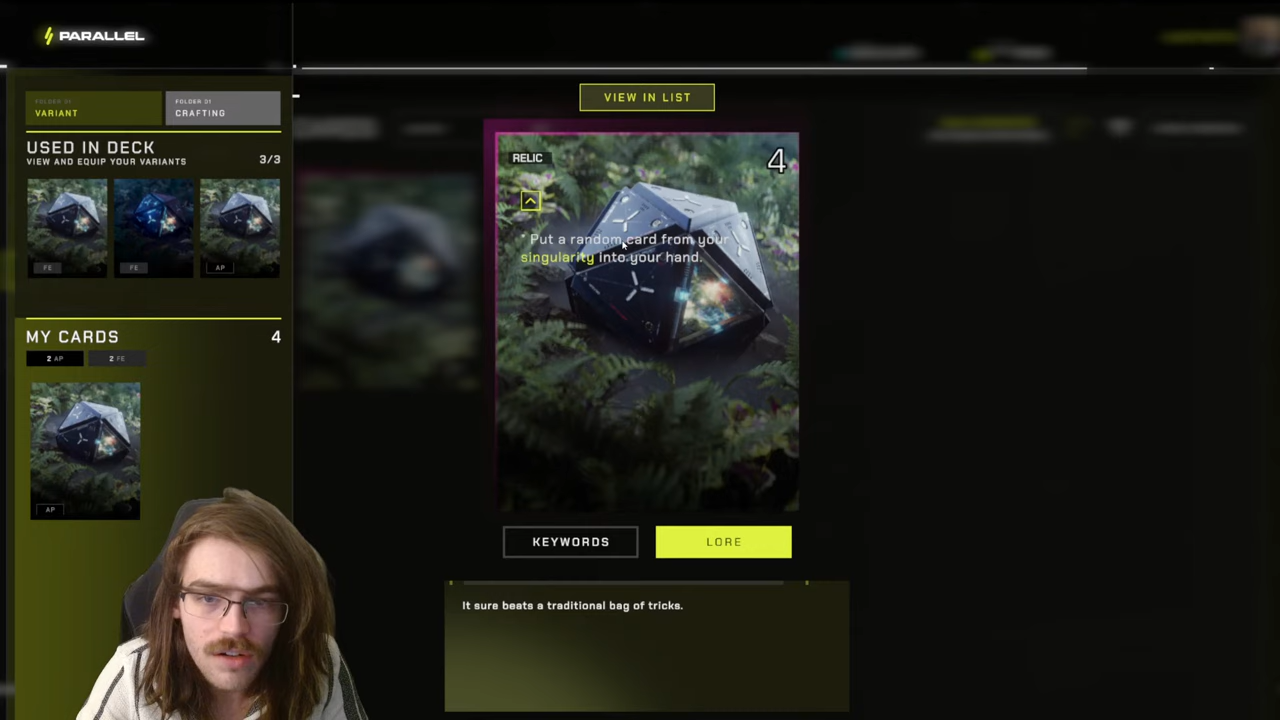 PARALLEL
VIEW IN LIST
FOLDER 01
VARIANT
FOLDER 01
CRAFTING
USED IN DECK
VIEW AND EQUIP YOUR VARIANTS
3/3
FE
FE
AP
MY CARDS
4
2 AP
2 FE
AP
RELIC
4
* Put a random card from your
singularity into your hand.
KEYWORDS
LORE
It sure beats a traditional bag of tricks.